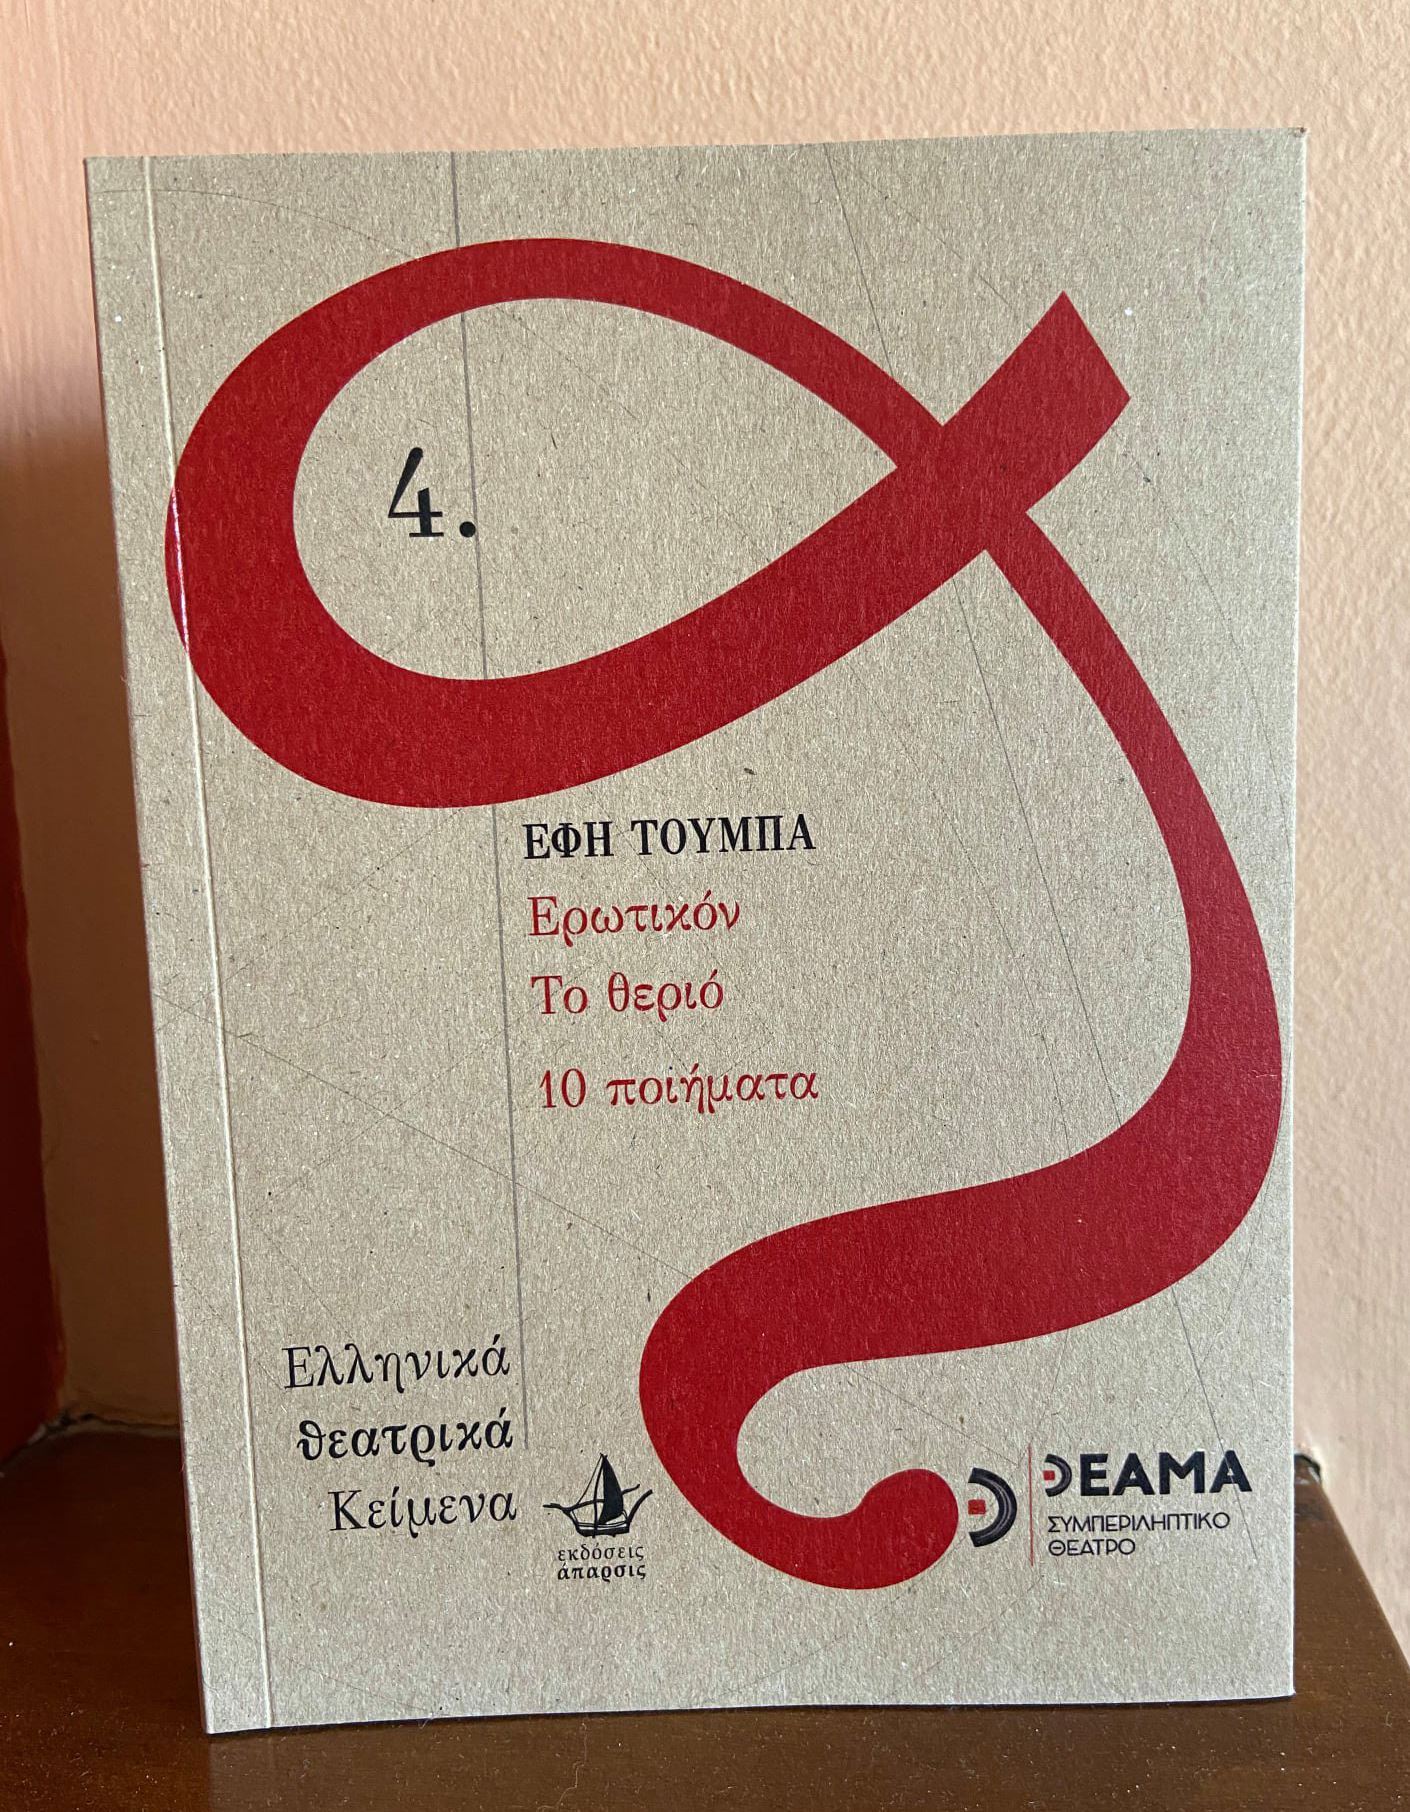 4.
ΕΦΗ ΤΟΥΜΠΑ
Ερωτικόν
Το θεριό
10 ποιήματα
Ελληνικά
θεατρικά
Κείμενα
εκδόσεις
άπαρσις
ΘΕΑΜΑ
ΣΥΜΠΕΡΙΛΗΠΤΙΚΟ
ΘΕΑΤΡΟ